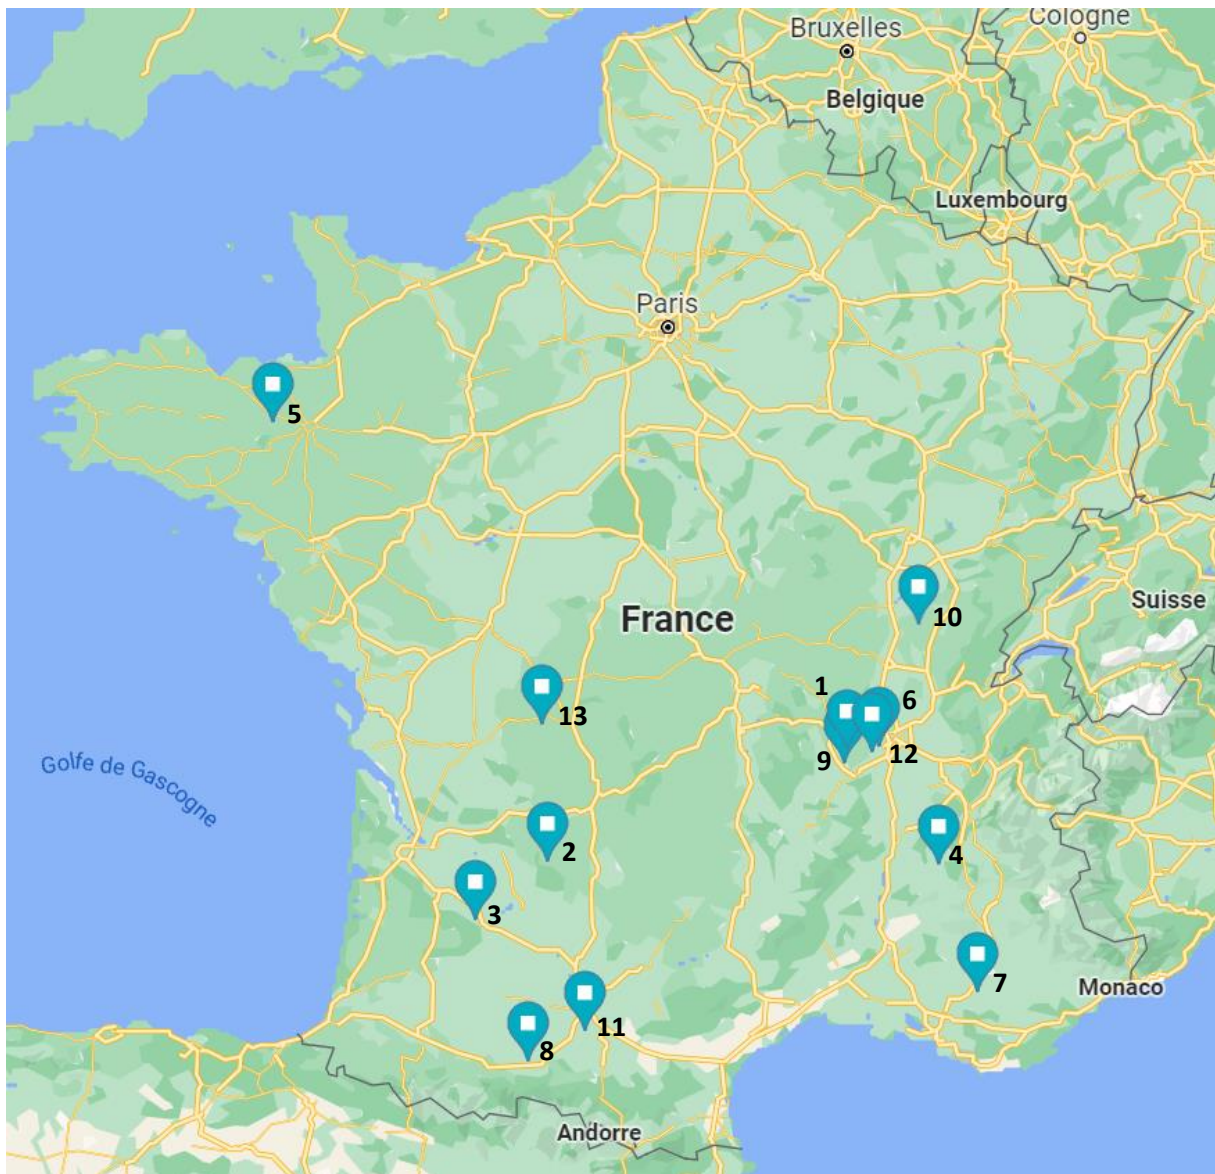 Cologne
Bruxelles
Belgique
Luxembourg
Paris
5
Suisse
10
France
1
6
13
12
9
Golfe de Gascogne
2
4
3
7
Monaco
11
8
Andorre